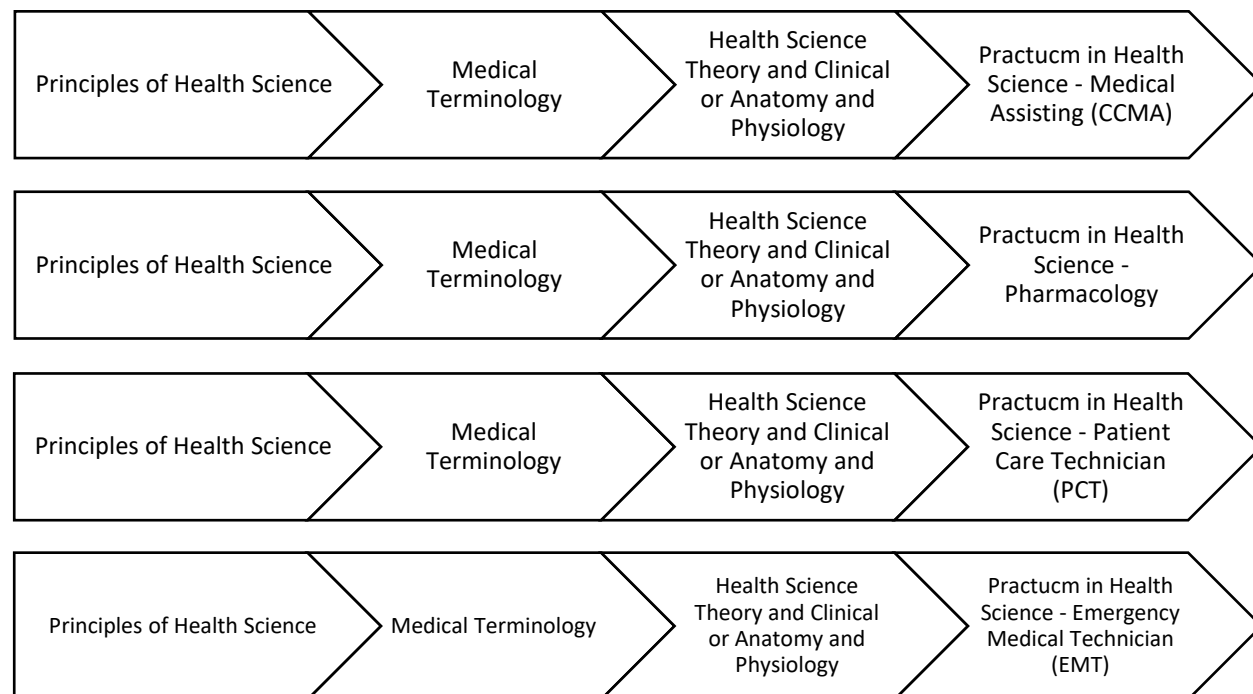 Principles of Health Science
Medical
Terminology
Health Science
Theory and Clinical
or Anatomy and
Physiology
Practucm in Health
Science - Medical
Assisting (CCMA)
Principles of Health Science
Medical
Terminology
Health Science
Theory and Clinical
or Anatomy and
Physiology
Practucm in Health
Science -
Pharmacology
Principles of Health Science
Medical
Terminology
Health Science
Theory and Clinical
or Anatomy and
Physiology
Practucm in Health
Science - Patient
Care Technician
(PCT)
Principles of Health Science
Medical Terminology
Health Science
Theory and Clinical
or Anatomy and
Physiology
Practucm in Health
Science - Emergency
Medical Technician
(EMT)